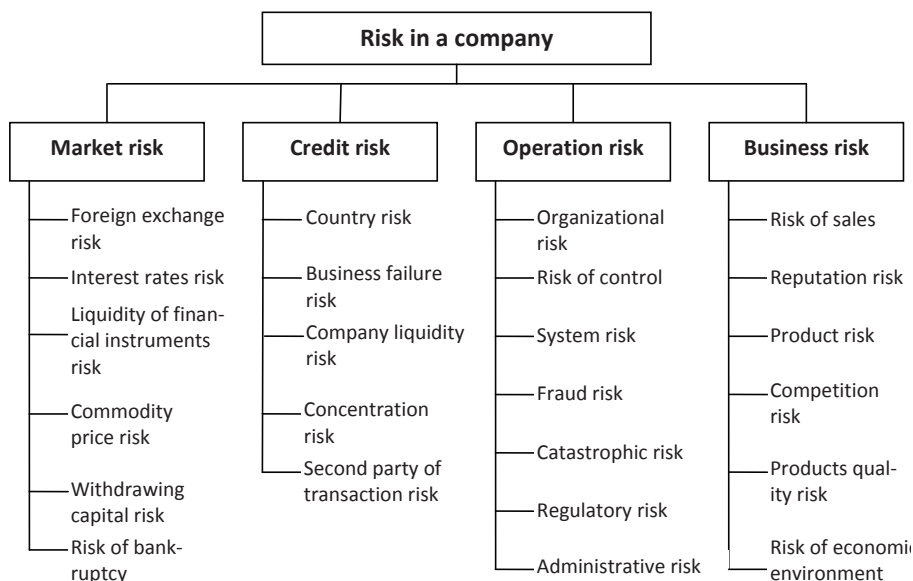 Risk in a company
Market risk
Foreign exchange
risk
Interest rates risk
Liquidity of finan-
cial instruments
risk
Commodity
price risk
Withdrawing
capital risk
Risk of bank-
ruptcy
Credit risk
Country risk
Business failure
risk
Company liquidity
risk
Concentration
risk
Second party of
transaction risk
Operation risk
Organizational
risk
Risk of control
System risk
Fraud risk
Catastrophic risk
Regulatory risk
Administrative risk
Business risk
Risk of sales
Reputation risk
Product risk
Competition
risk
Products qual-
ity risk
Risk of economic
environment